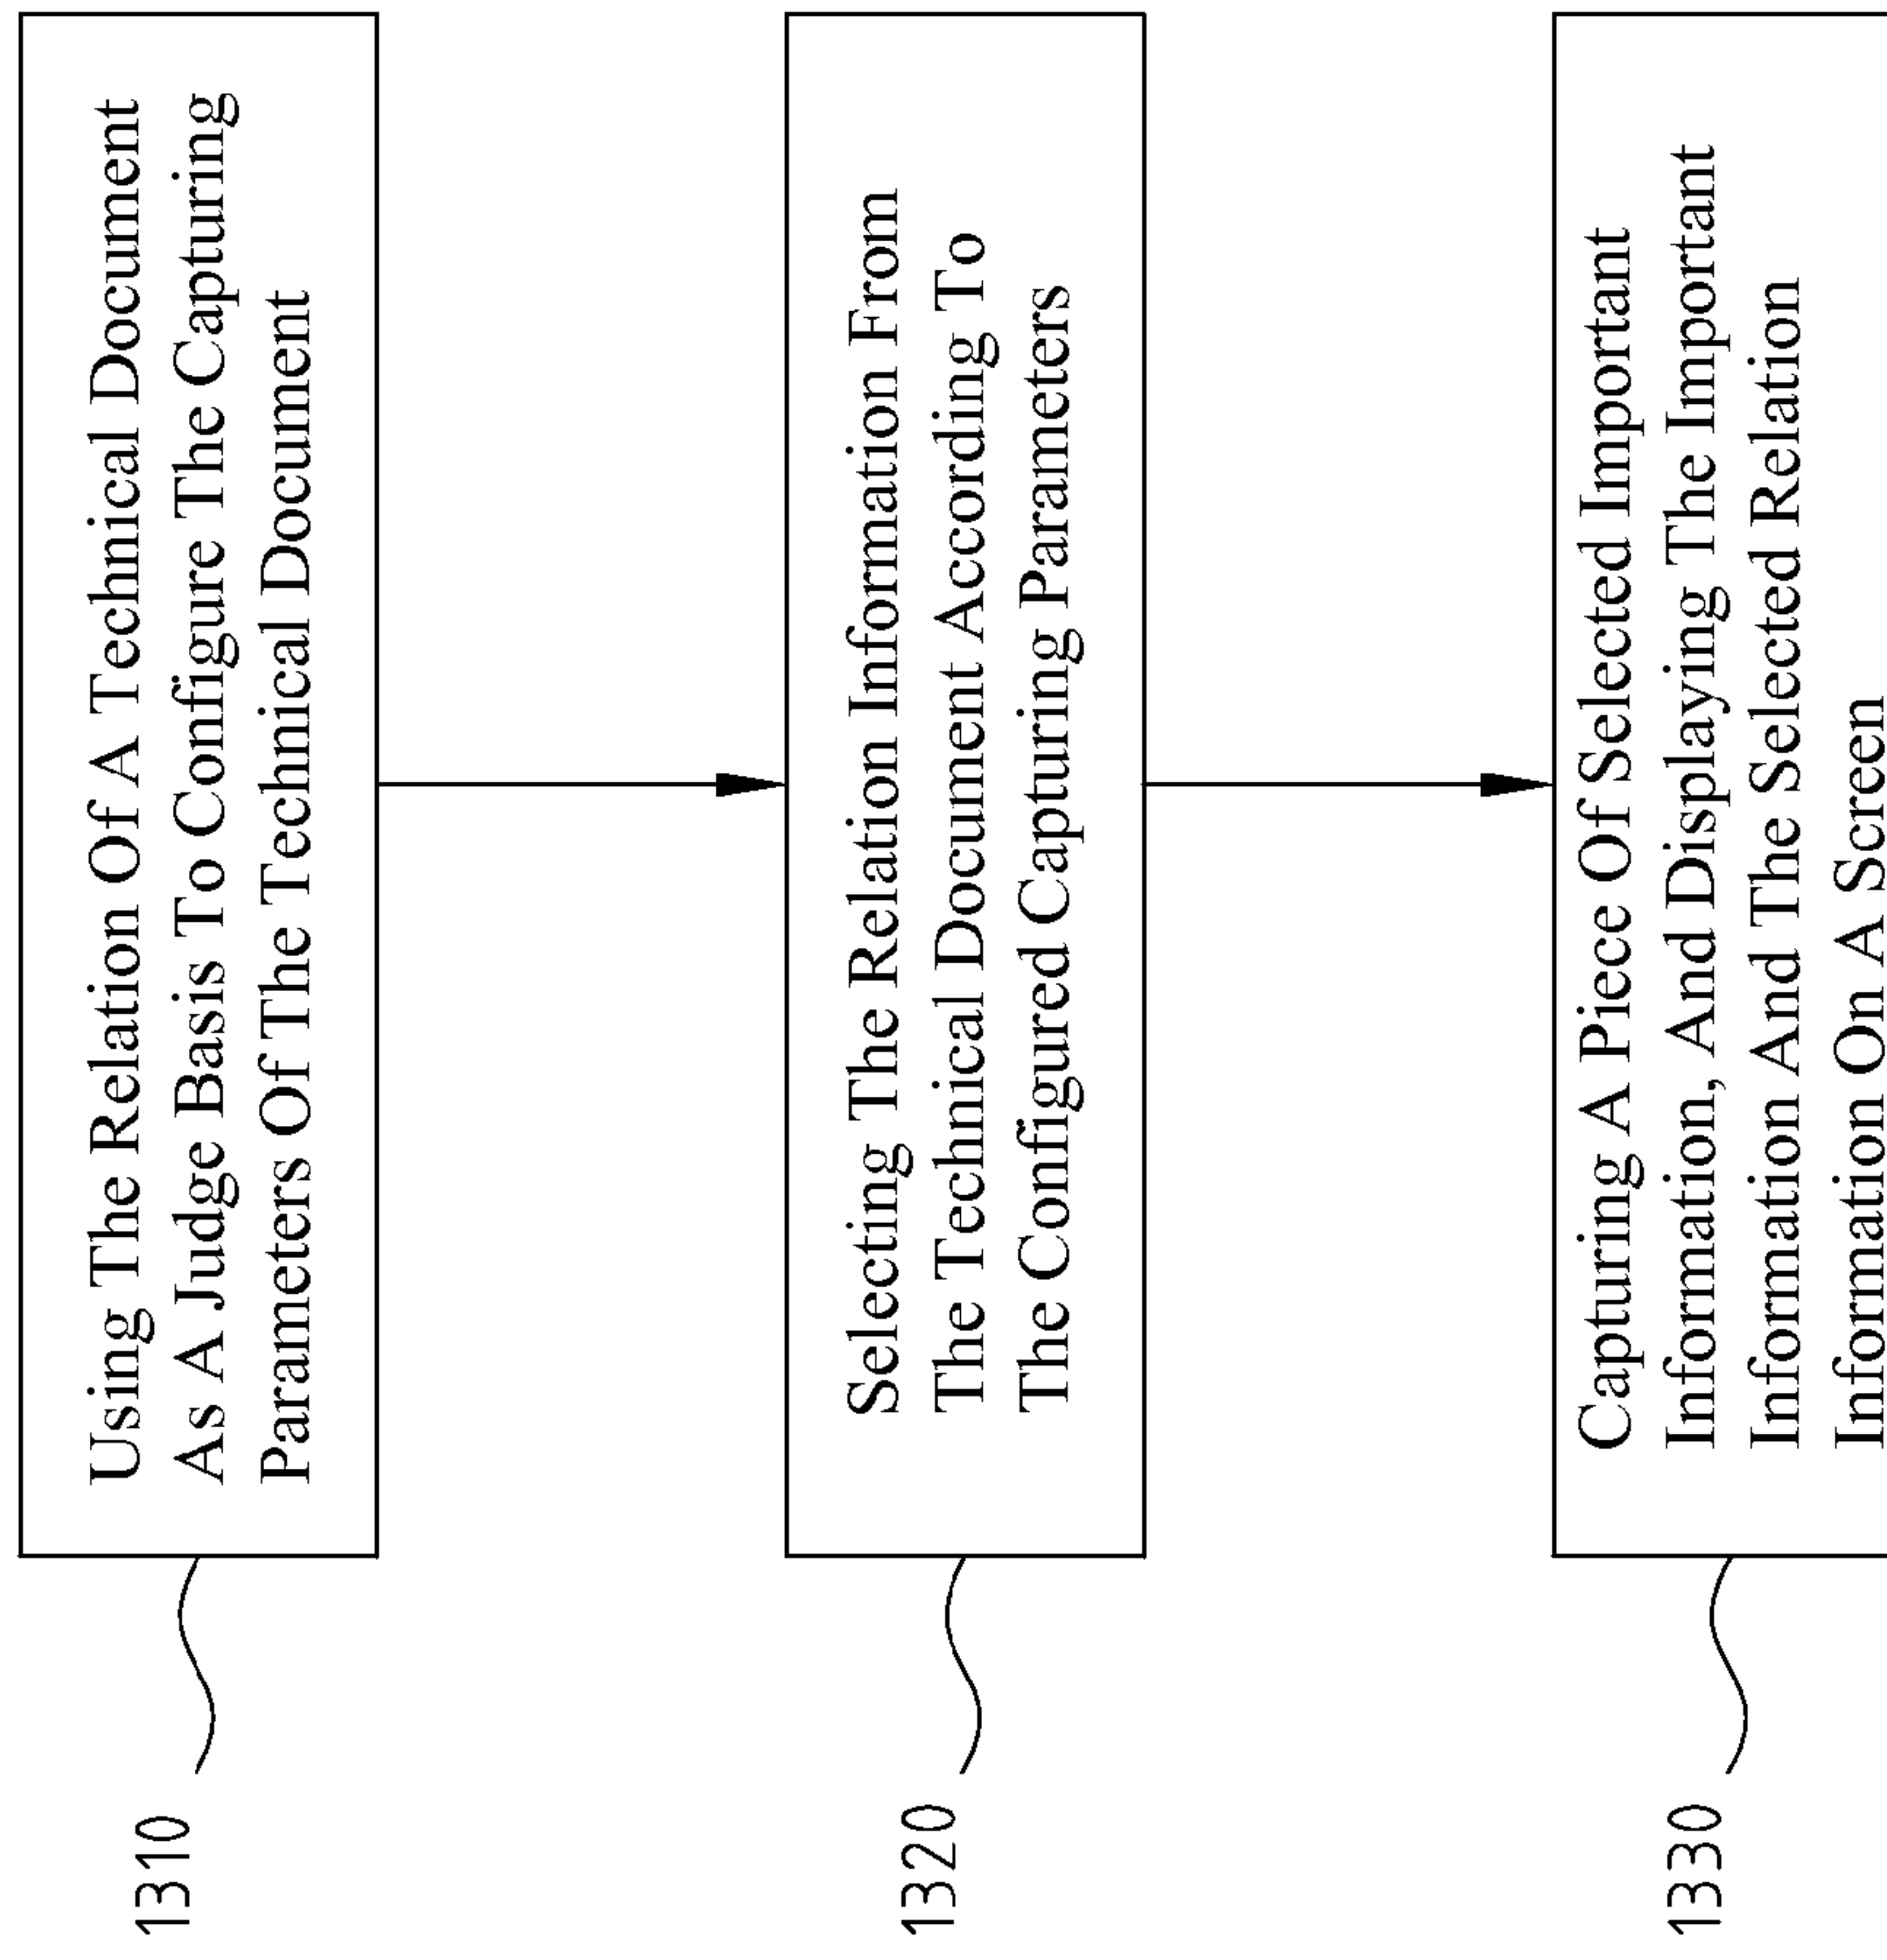 1310
Using The Relation Of A Technical Document
As A Judge Basis To Configure The Capturing
Parameters Of The Technical Document
1320
Selecting The Relation Information From
The Technical Document According To
The Configured Capturing Parameters
1330
Capturing A Piece Of Selected Important
Information, And Displaying The Important
Information And The Selected Relation
Information On A Screen